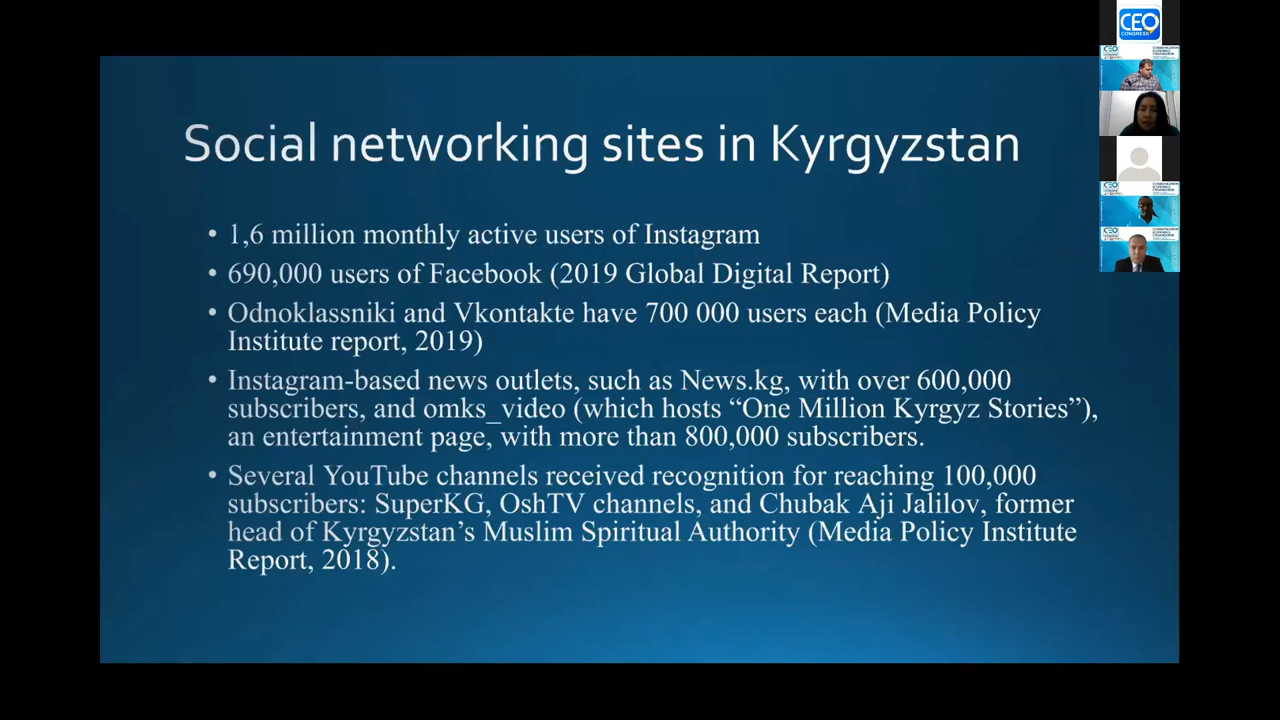 Social networking sites in Kyrgyzstan
• 1,6 million monthly active users of Instagram
• 690,000 users of Facebook (2019 Global Digital Report)
• Odnoklassniki and Vkontakte have 700 000 users each (Media Policy
Institute report, 2019)
• Instagram-based news outlets, such as News.kg, with over 600,000
subscribers, and omks_video (which hosts “One Million Kyrgyz Stories”),
an entertainment page, with more than 800,000 subscribers.
• Several YouTube channels received recognition for reaching 100,000
subscribers: SuperKG, OshTV channels, and Chubak Aji Jalilov, former
head of Kyrgyzstan’s Muslim Spiritual Authority (Media Policy Institute
Report, 2018).
CEO
CONGRESS